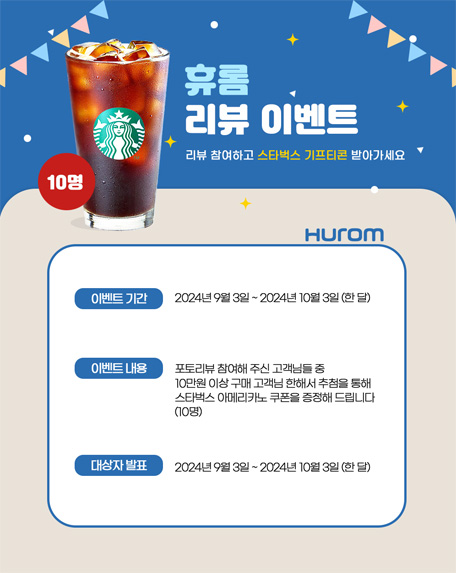 휴롬
리뷰 이벤트
리뷰 참여하고 스타벅스 기프티콘 받아가세요
10명
HUROM
이벤트 기간
2024년 9월 3일 ~ 2024년 10월 3일 (한 달)
이벤트 내용
포토리뷰 참여해 주신 고객님들 중
10만원 이상 구매 고객님 한해서 추첨을 통해
스타벅스 아메리카노 쿠폰을 증정해 드립니다
(10명)
대상자 발표
2024년 9월 3일 ~ 2024년 10월 3일 (한 달)